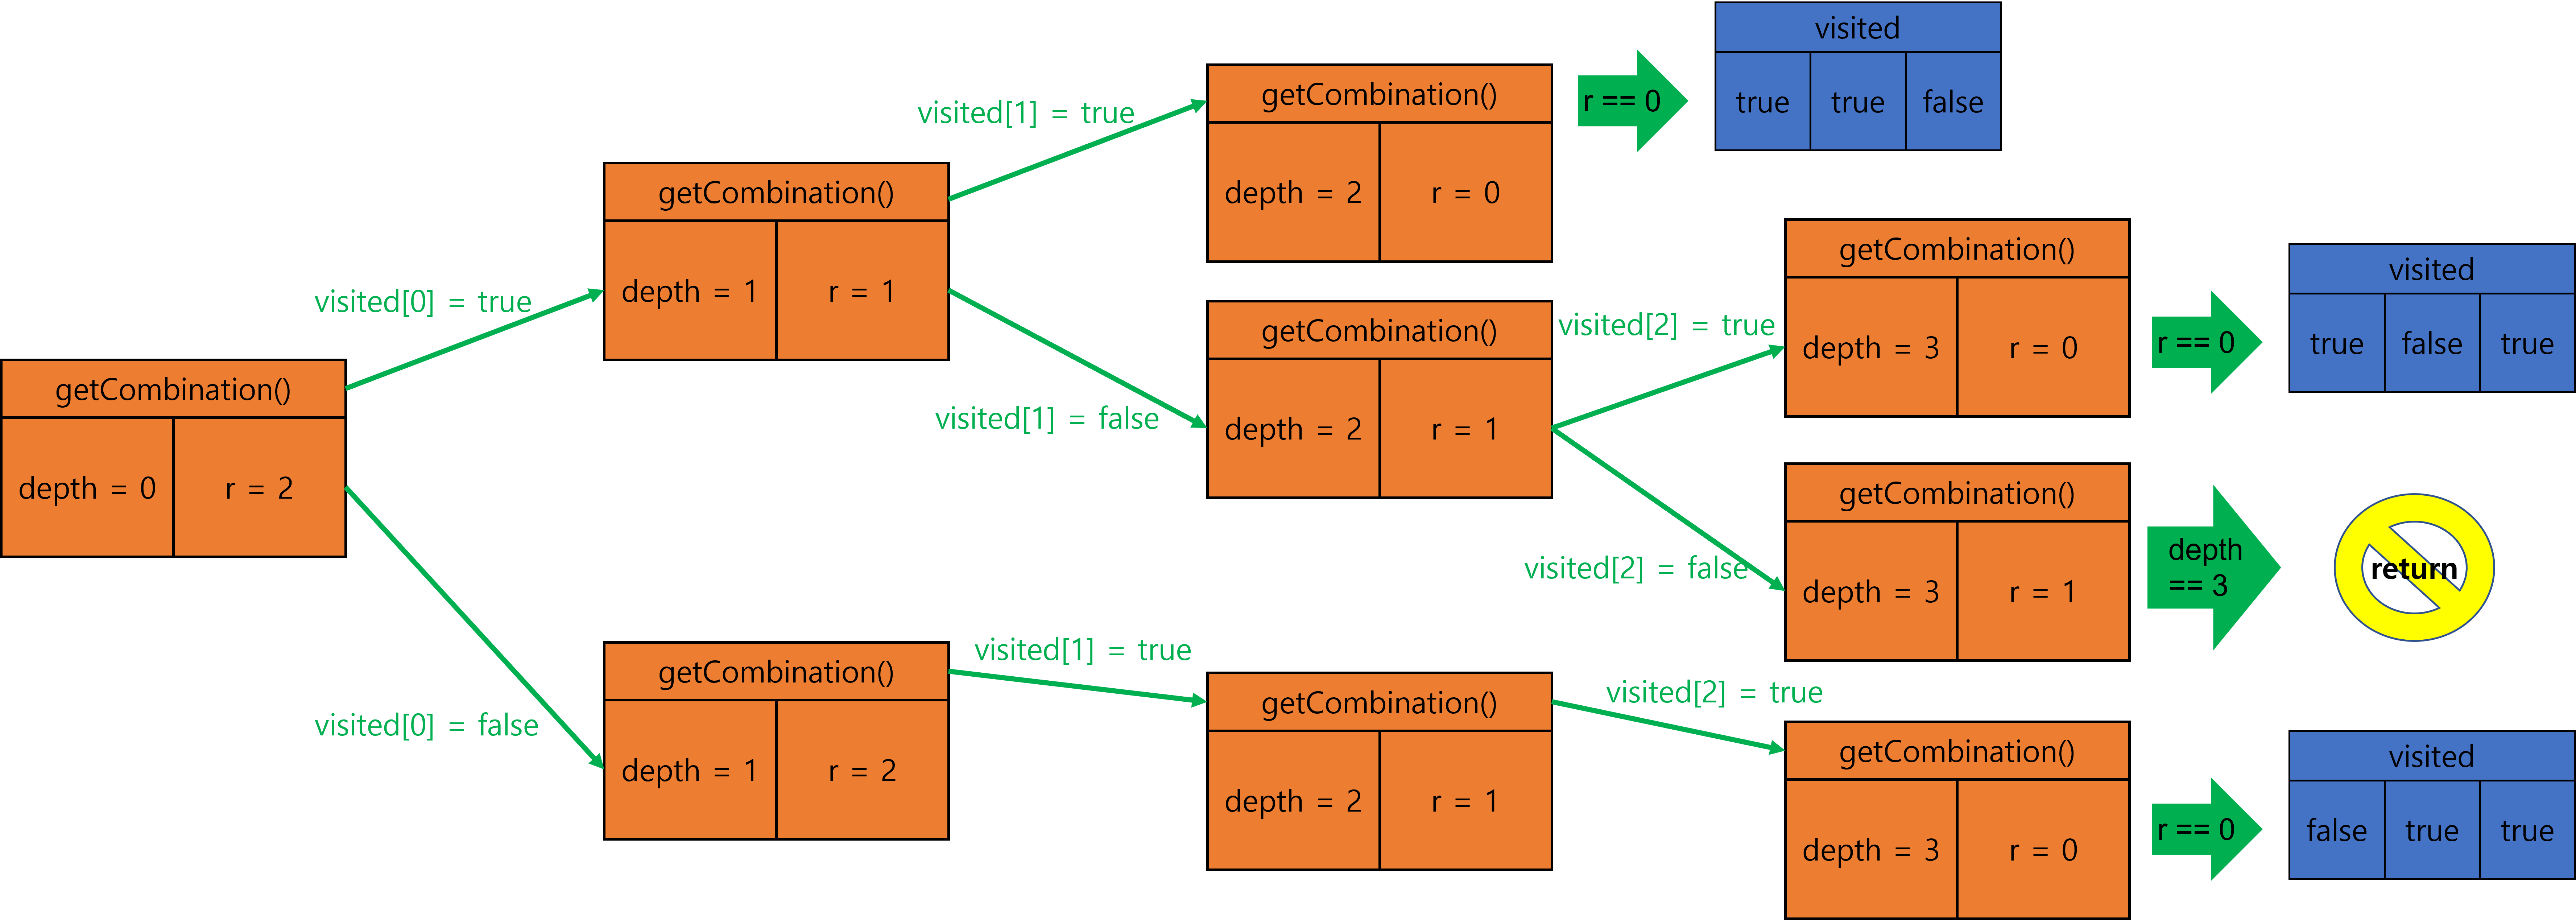 visited
true true false
getCombination()
depth = 2 r = 0
r == 0
visited[1] = true
getCombination()
depth = 1 r = 1
visited[0] = true
getCombination()
depth = 0 r = 2
visited[1] = false
getCombination()
depth = 2 r = 1
visited[2] = true
getCombination()
depth = 3 r = 0
r == 0
visited
true false true
visited[2] = false
getCombination()
depth = 3 r = 1
depth
== 3
return
visited[0] = false
getCombination()
depth = 1 r = 2
visited[1] = true
getCombination()
depth = 2 r = 1
visited[2] = true
getCombination()
depth = 3 r = 0
r == 0
visited
false true true